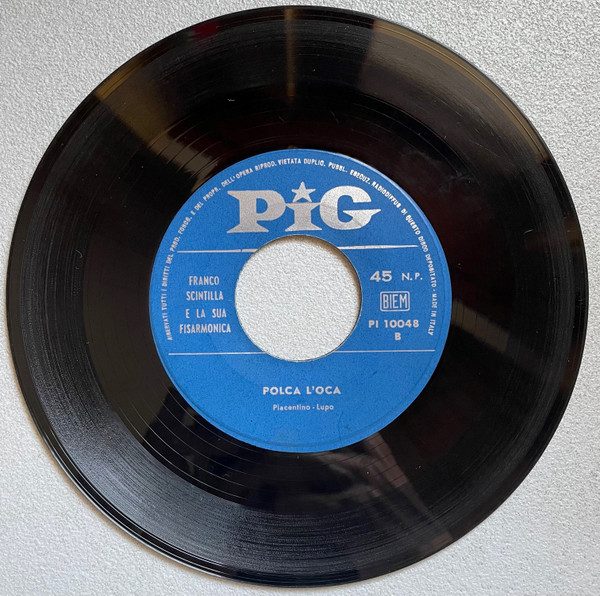 RISERVATI TUTTI I DIRITTI DEL PROD. FONOGR. E DEL PROPR. DELL'OPERA RIPROD. VIETATA DUPLIC. PUBBL. ESECUZ. RADIODIFFUS. DI QUESTO DISCO DEPOSITATO - MADE IN ITALY
PiG
FRANCO
SCINTILLA
E LA SUA
FISARMONICA
45 N.P.
BIEM
PI 10048
B
POLCA L'OCA
Piacentino - Lupo